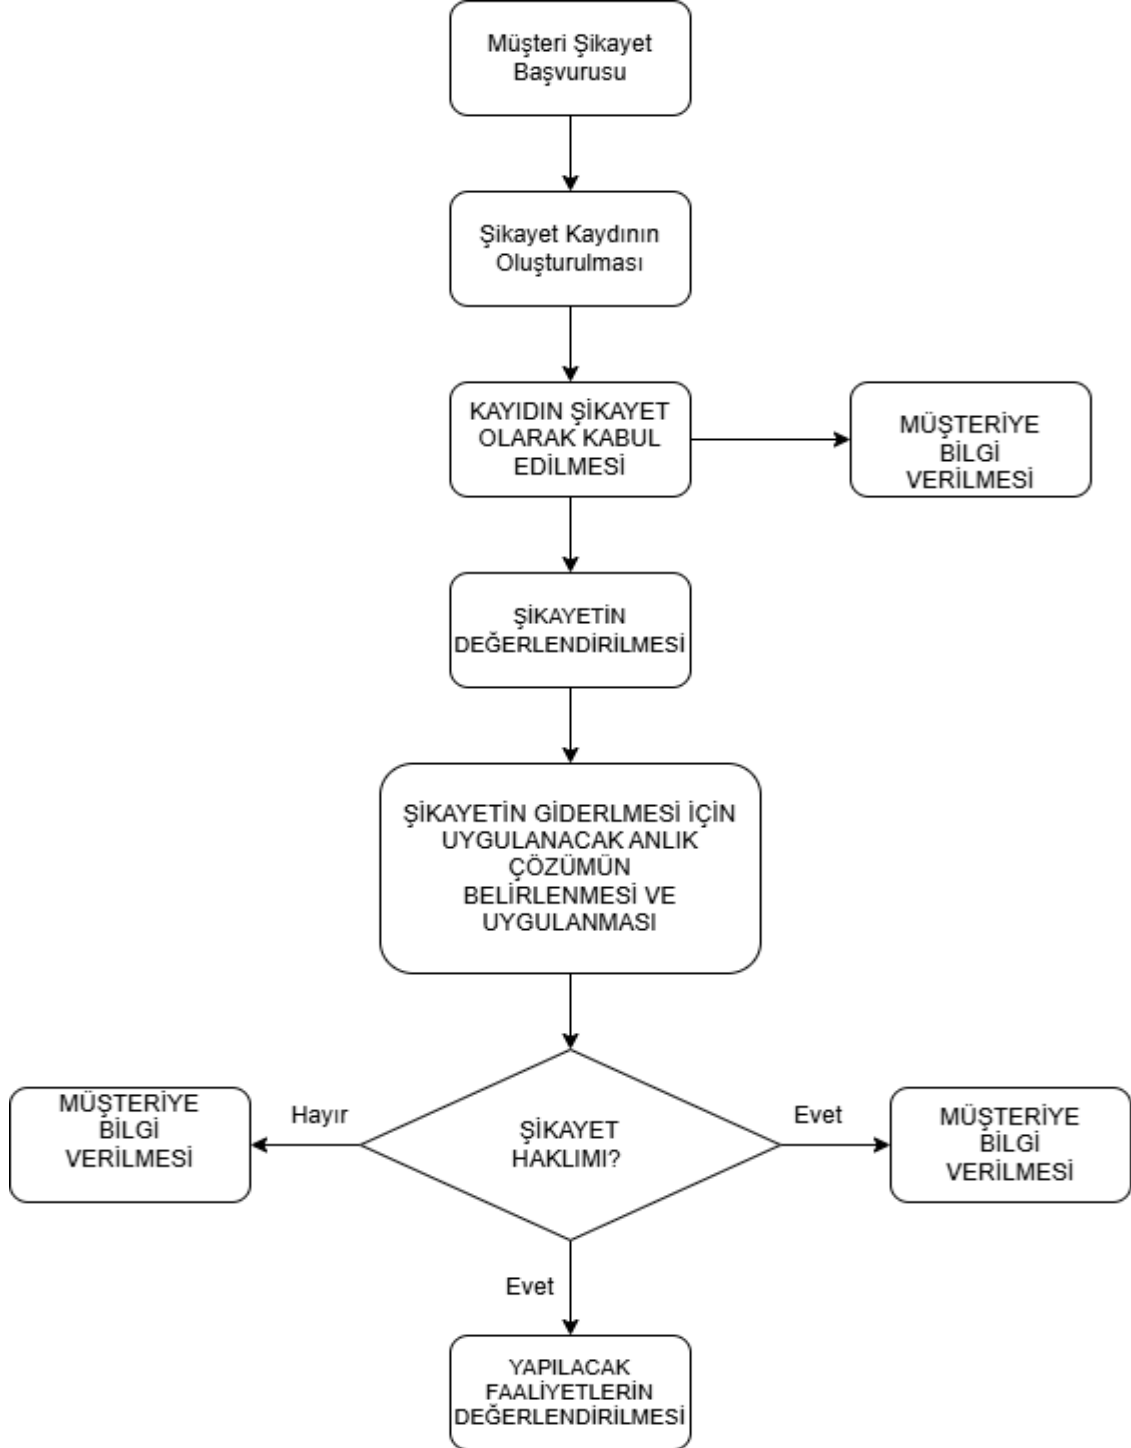 Müşteri Şikayet
Başvurusu
Şikayet Kaydının
Oluşturulması
KAYIDIN ŞİKAYET
OLARAK KABUL
EDİLMESİ
MÜŞTERİYE
BİLGİ
VERİLMESİ
ŞİKAYETİN
DEĞERLENDİRİLMESİ
ŞİKAYETİN GİDERLMESİ İÇİN
UYGULANACAK ANLIK
ÇÖZÜMÜN
BELİRLENMESİ VE
UYGULANMASI
MÜŞTERİYE
BİLGİ
VERİLMESİ
Hayır
ŞİKAYET
HAKLIMI?
Evet
MÜŞTERİYE
BİLGİ
VERİLMESİ
Evet
YAPILACAK
FAALİYETLERİN
DEĞERLENDİRİLMESİ